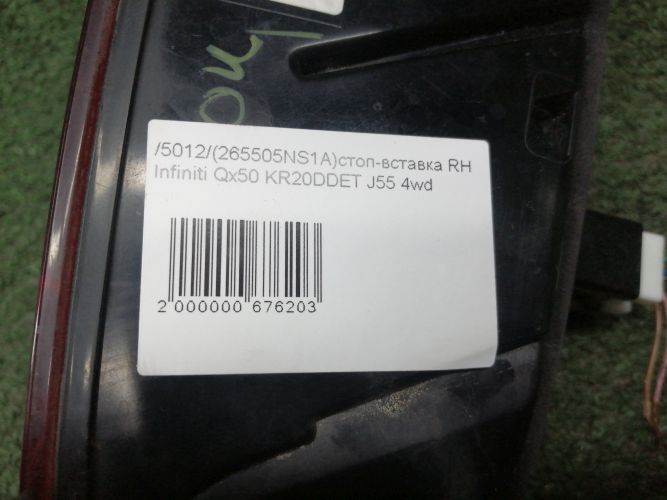 /5012/(265505NS1A)стоп-вставка RH
Infiniti Qx50 KR20DDET J55 4wd
2 000000 676203